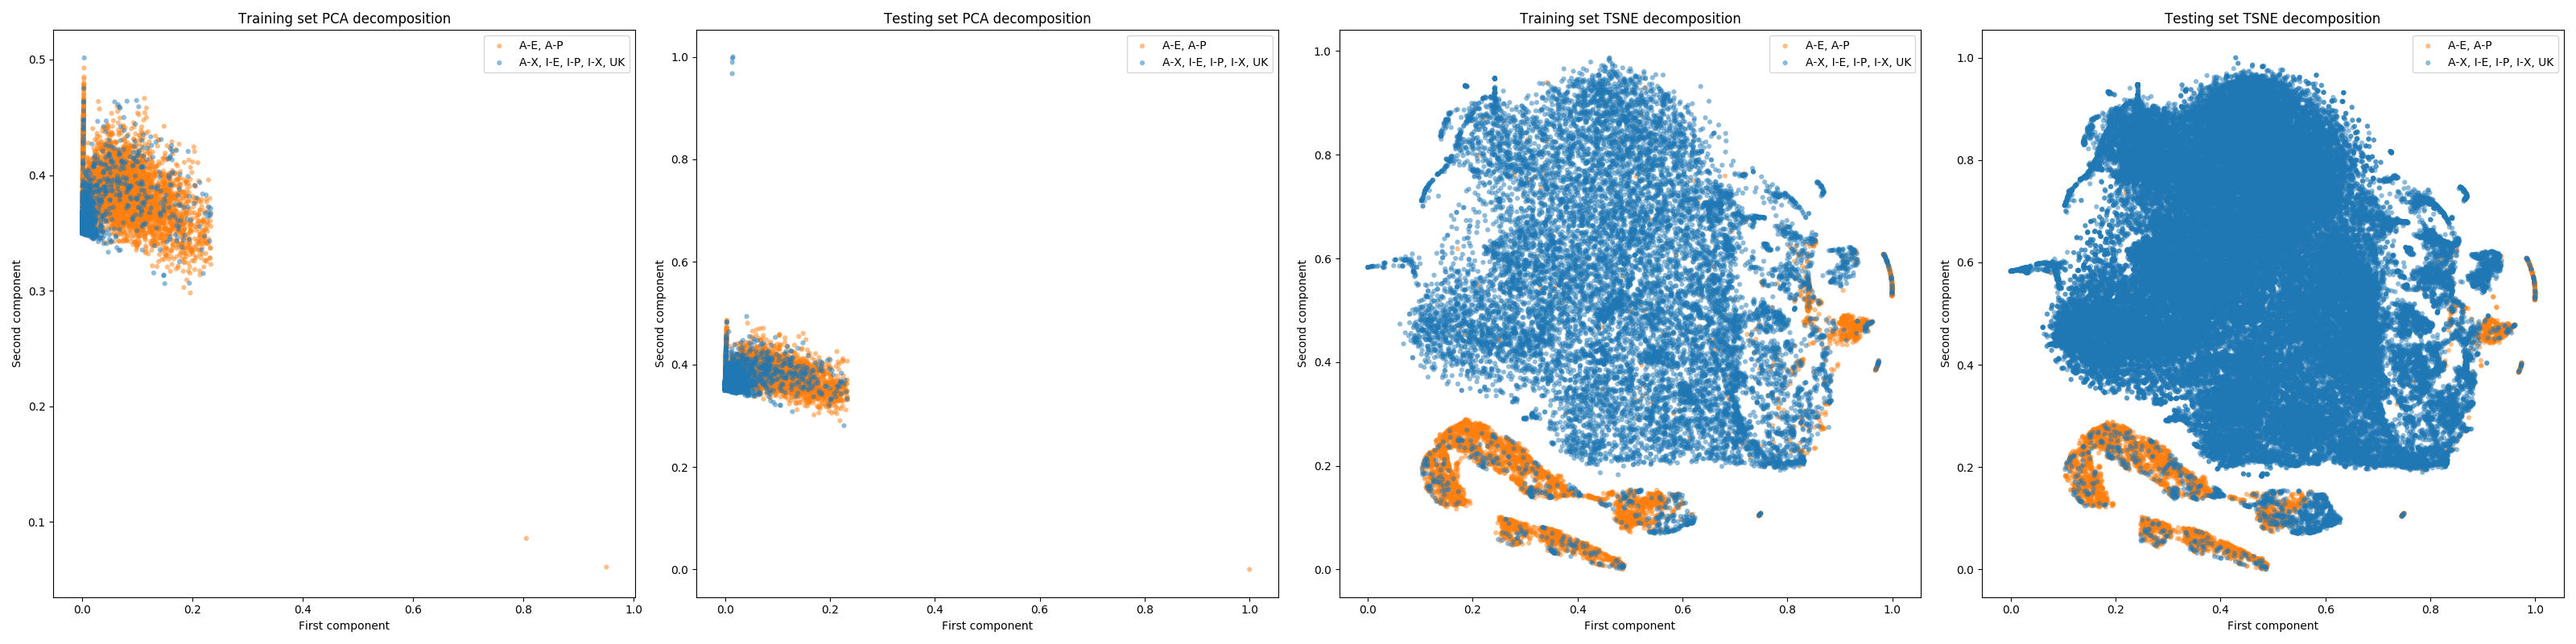 Training set PCA decomposition
A-E, A-P
A-X, I-E, I-P, I-X, UK
Second component
0.5
0.4
0.3
0.2
0.1
0.0
0.2
0.4
0.6
0.8
1.0
First component
Testing set PCA decomposition
A-E, A-P
A-X, I-E, I-P, I-X, UK
Second component
1.0
0.8
0.6
0.4
0.2
0.0
0.0
0.2
0.4
0.6
0.8
1.0
First component
Training set TSNE decomposition
A-E, A-P
A-X, I-E, I-P, I-X, UK
Second component
1.0
0.8
0.6
0.4
0.2
0.0
0.0
0.2
0.4
0.6
0.8
1.0
First component
Testing set TSNE decomposition
A-E, A-P
A-X, I-E, I-P, I-X, UK
Second component
1.0
0.8
0.6
0.4
0.2
0.0
0.0
0.2
0.4
0.6
0.8
1.0
First component